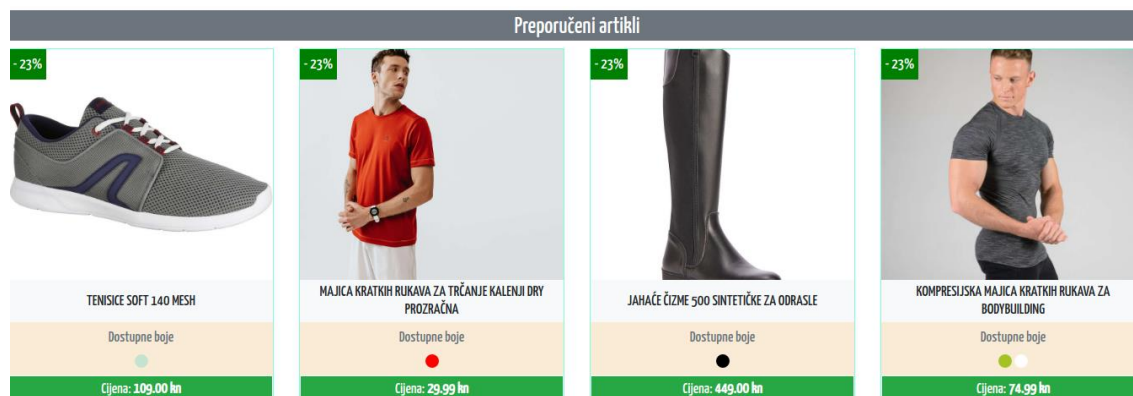 Preporučeni artikli
- 23%
- 23%
- 23%
- 23%
TENISICE SOFT 140 MESH
MAJICA KRATKIH RUKAVA ZA TRČANJE KALENJI DRY
PROZRAČNA
JAHAĆE ČIZME 500 SINTETIČKE ZA ODRASLE
KOMPRESIJSKA MAJICA KRATKIH RUKAVA ZA
BODYBUILDING
Dostupne boje
Dostupne boje
Dostupne boje
Dostupne boje
Cijena: 109.00 kn
Cijena: 29.99 kn
Cijena: 449.00 kn
Cijena: 74.99 kn